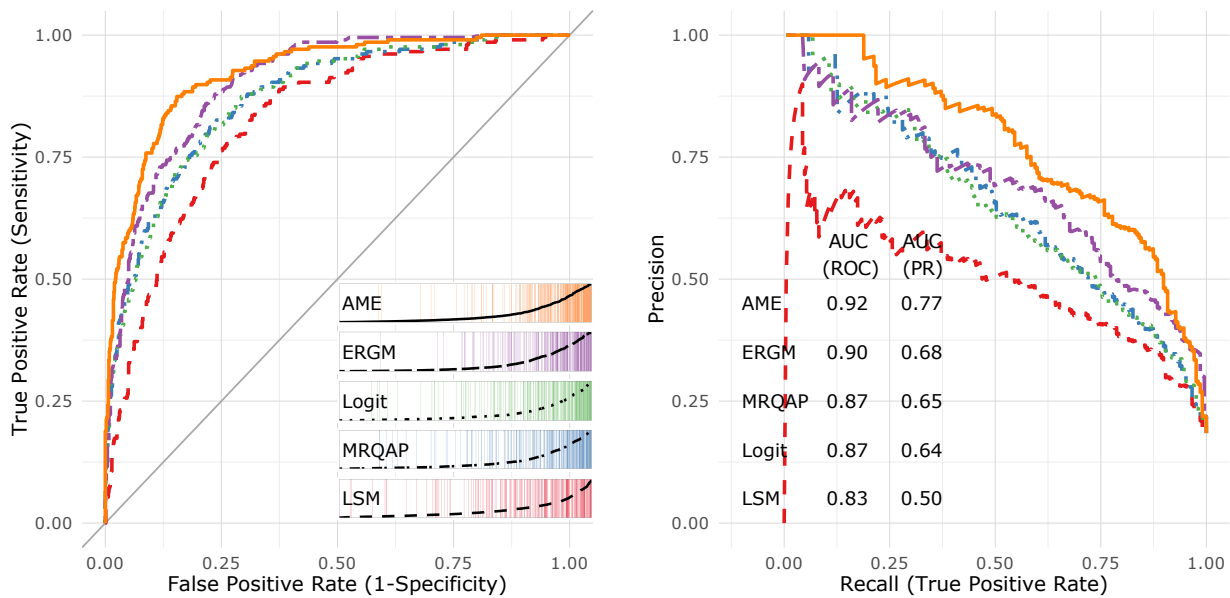 1.00
0.75
0.50
0.25
0.00
True Positive Rate (Sensitivity)
AME
ERGM
Logit
MRQAP
LSM
0.00 0.25 0.50 0.75 1.00
False Positive Rate (1-Specificity)
1.00
0.75
0.50
0.25
0.00
Precision
AUC AUC
(ROC) (PR)
AME 0.92 0.77
ERGM 0.90 0.68
MRQAP 0.87 0.65
Logit 0.87 0.64
LSM 0.83 0.50
0.00 0.25 0.50 0.75 1.00
Recall (True Positive Rate)